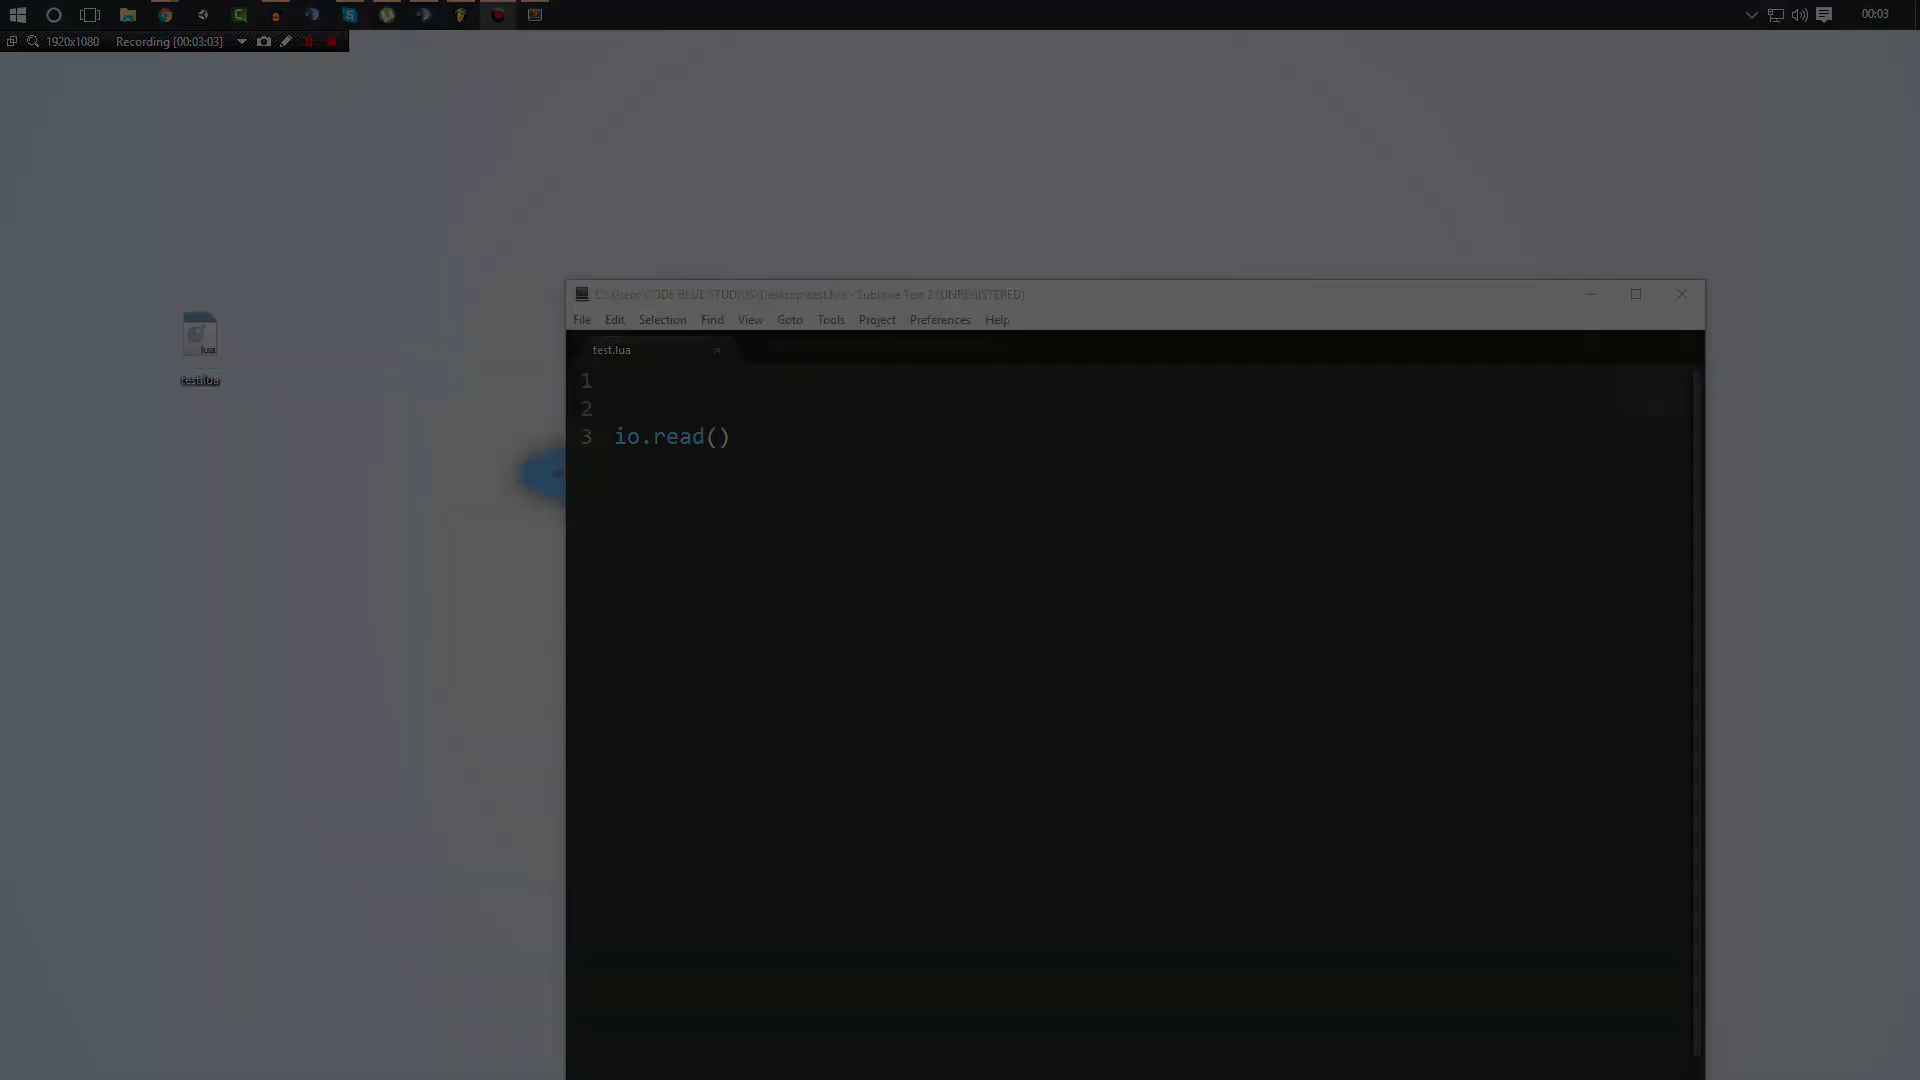 00:03
1920x1080 Recording [00:03:03]
lua
test.lua
C:\Users\CODE BLUE STUDIOS\Desktop\test.lua - Sublime Text 2 (UNREGISTERED)
File Edit Selection Find View Goto Tools Project Preferences Help
test.lua
1
2
3 io.read()